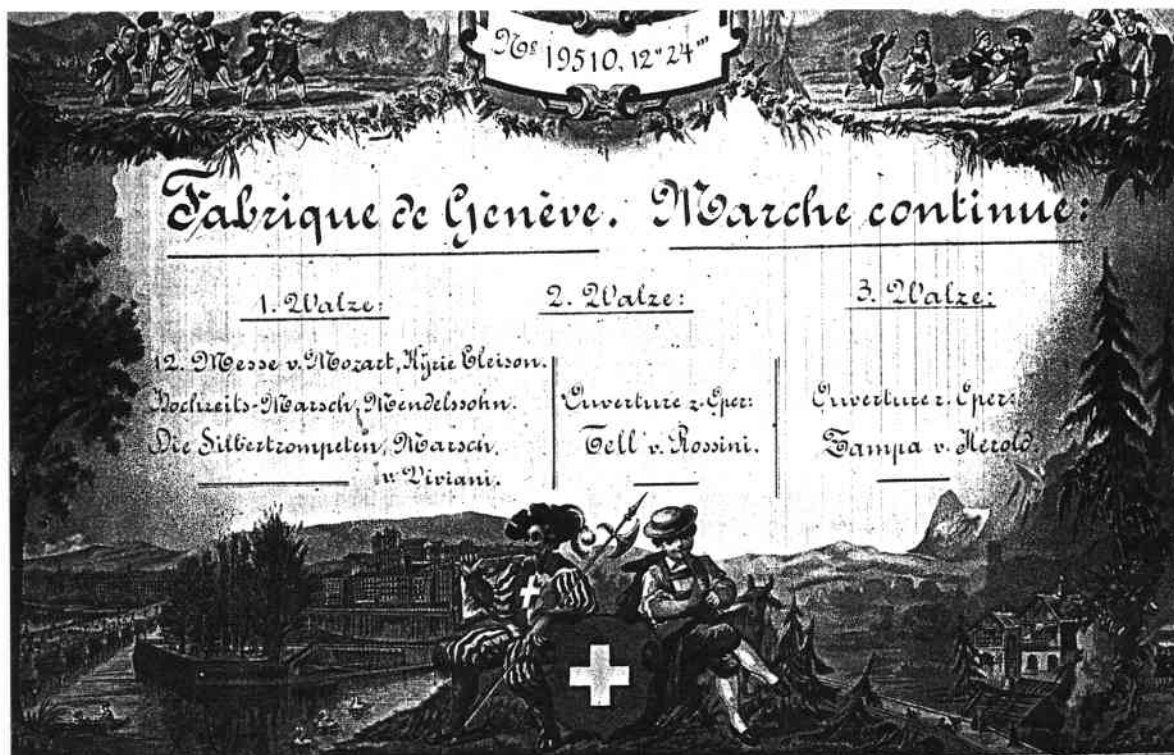 No 19510, 12" 24'''
Fabrique de Genève. Marche continue:
1. Walze:
12. Messe v. Mozart, Kyrie Eleison.
Hochzeits-Marsch, Mendelssohn.
Die Silbertrompeten, Marsch
v. Viviani.
2. Walze:
Ouverture z. Oper:
Tell v. Rossini.
3. Walze:
Ouverture z. Oper:
Zampa v. Herold.